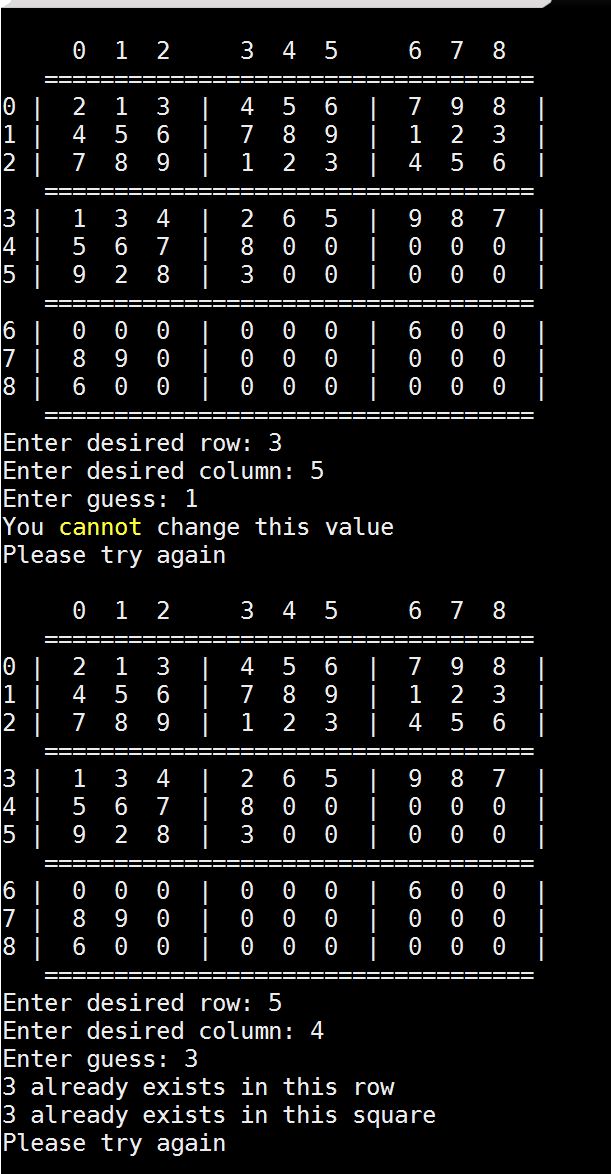 0 1 2 3 4 5 6 7 8
===================================
0 | 2 1 3 | 4 5 6 | 7 9 8 |
1 | 4 5 6 | 7 8 9 | 1 2 3 |
2 | 7 8 9 | 1 2 3 | 4 5 6 |
===================================
3 | 1 3 4 | 2 6 5 | 9 8 7 |
4 | 5 6 7 | 8 0 0 | 0 0 0 |
5 | 9 2 8 | 3 0 0 | 0 0 0 |
===================================
6 | 0 0 0 | 0 0 0 | 6 0 0 |
7 | 8 9 0 | 0 0 0 | 0 0 0 |
8 | 6 0 0 | 0 0 0 | 0 0 0 |
===================================
Enter desired row: 3
Enter desired column: 5
Enter guess: 1
You cannot change this value
Please try again
0 1 2 3 4 5 6 7 8
===================================
0 | 2 1 3 | 4 5 6 | 7 9 8 |
1 | 4 5 6 | 7 8 9 | 1 2 3 |
2 | 7 8 9 | 1 2 3 | 4 5 6 |
===================================
3 | 1 3 4 | 2 6 5 | 9 8 7 |
4 | 5 6 7 | 8 0 0 | 0 0 0 |
5 | 9 2 8 | 3 0 0 | 0 0 0 |
===================================
6 | 0 0 0 | 0 0 0 | 6 0 0 |
7 | 8 9 0 | 0 0 0 | 0 0 0 |
8 | 6 0 0 | 0 0 0 | 0 0 0 |
===================================
Enter desired row: 5
Enter desired column: 4
Enter guess: 3
3 already exists in this row
3 already exists in this square
Please try again